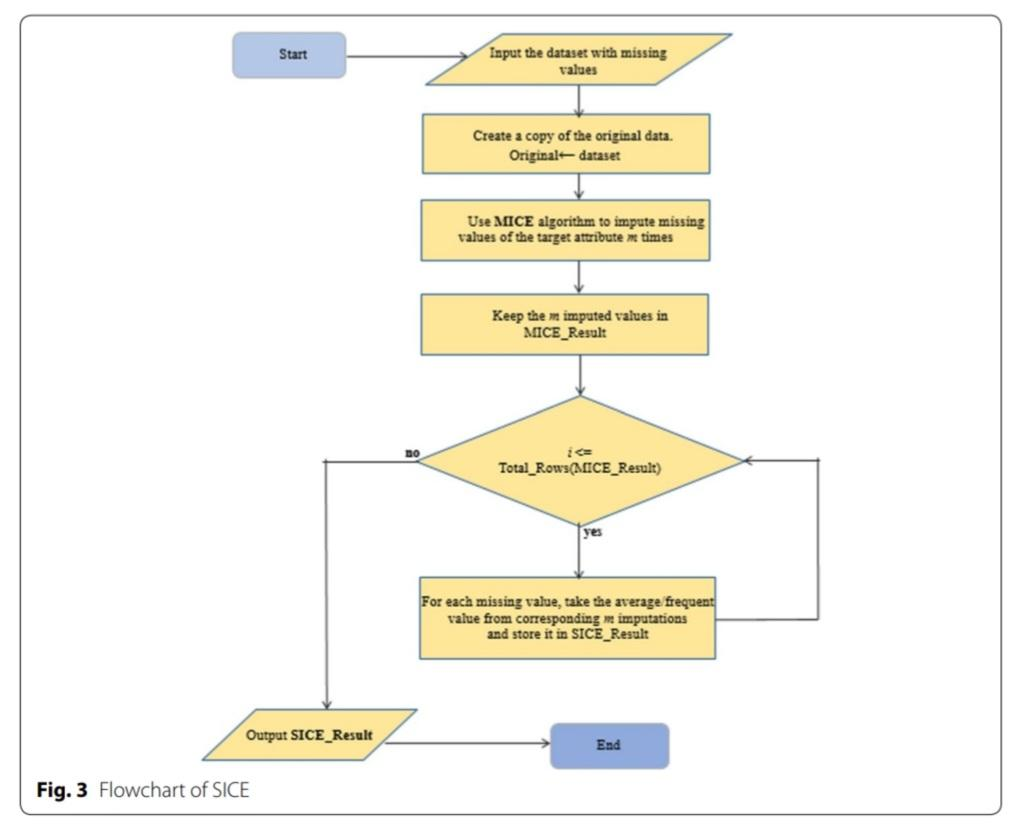 Start
Input the dataset with missing
values
Create a copy of the original data.
Original← dataset
Use MICE algorithm to impute missing
values of the target attribute m times
Keep the m imputed values in
MICE_Result
i <=
Total_Rows(MICE_Result)
no
yes
For each missing value, take the average/frequent
value from corresponding m imputations
and store it in SICE_Result
Output SICE_Result
End
Fig. 3 Flowchart of SICE